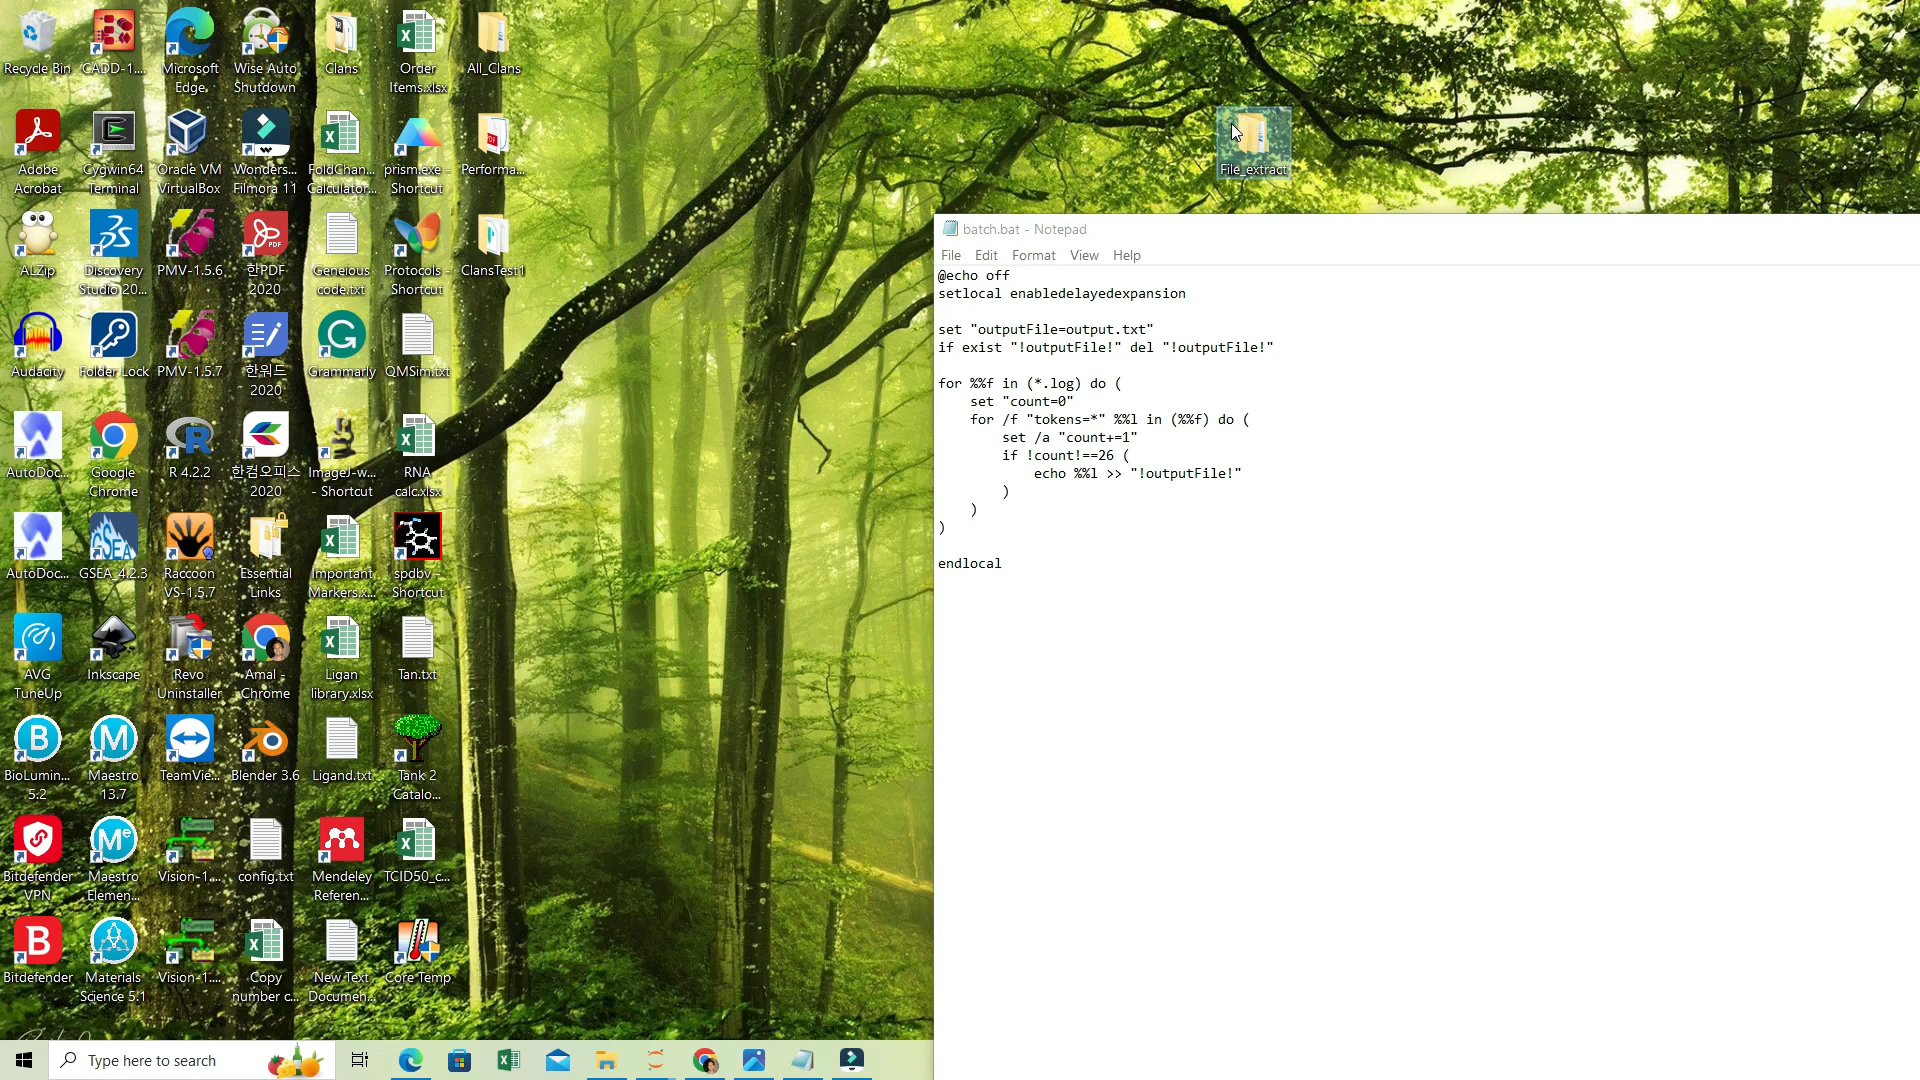 Recycle Bin
CADD-1....
Microsoft
Edge
Wise Auto
Shutdown
Clans
Order
Items.xlsx
All_Clans
Adobe
Acrobat
Cygwin64
Terminal
Oracle VM
VirtualBox
Wonders...
Filmora 11
FoldChan...
Calculator...
prism.exe -
Shortcut
Performa...
File_extract
ALZip
Discovery
Studio 20...
PMV-1.5.6
한PDF
2020
Geneious
code.txt
Protocols -
Shortcut
ClansTest1
Audacity
Folder Lock
PMV-1.5.7
한워드
2020
Grammarly
QMSim.txt
AutoDoc...
Google
Chrome
R 4.2.2
한컴오피스
2020
ImageJ-w...
- Shortcut
RNA
calc.xlsx
AutoDoc...
GSEA_4.2.3
Raccoon
VS-1.5.7
Essential
Links
Important
Markers.x...
spdbv -
Shortcut
AVG
TuneUp
Inkscape
Revo
Uninstaller
Amal -
Chrome
Ligan
library.xlsx
Tan.txt
BioLumin...
5.2
Maestro
13.7
TeamVie...
Blender 3.6
Ligand.txt
Tank 2
Catalo...
Bitdefender
VPN
Maestro
Elemen...
Vision-1....
config.txt
Mendeley
Referen...
TCID50_c...
Bitdefender
Materials
Science 5.1
Vision-1....
Copy
number c...
New Text
Documen...
Core Temp
batch.bat - Notepad
File Edit Format View Help
@echo off
setlocal enabledelayedexpansion
set "outputFile=output.txt"
if exist "!outputFile!" del "!outputFile!"
for %%f in (*.log) do (
set "count=0"
for /f "tokens=*" %%l in (%%f) do (
set /a "count+=1"
if !count!==26 (
echo %%l >> "!outputFile!"
)
)
)
endlocal
Type here to search